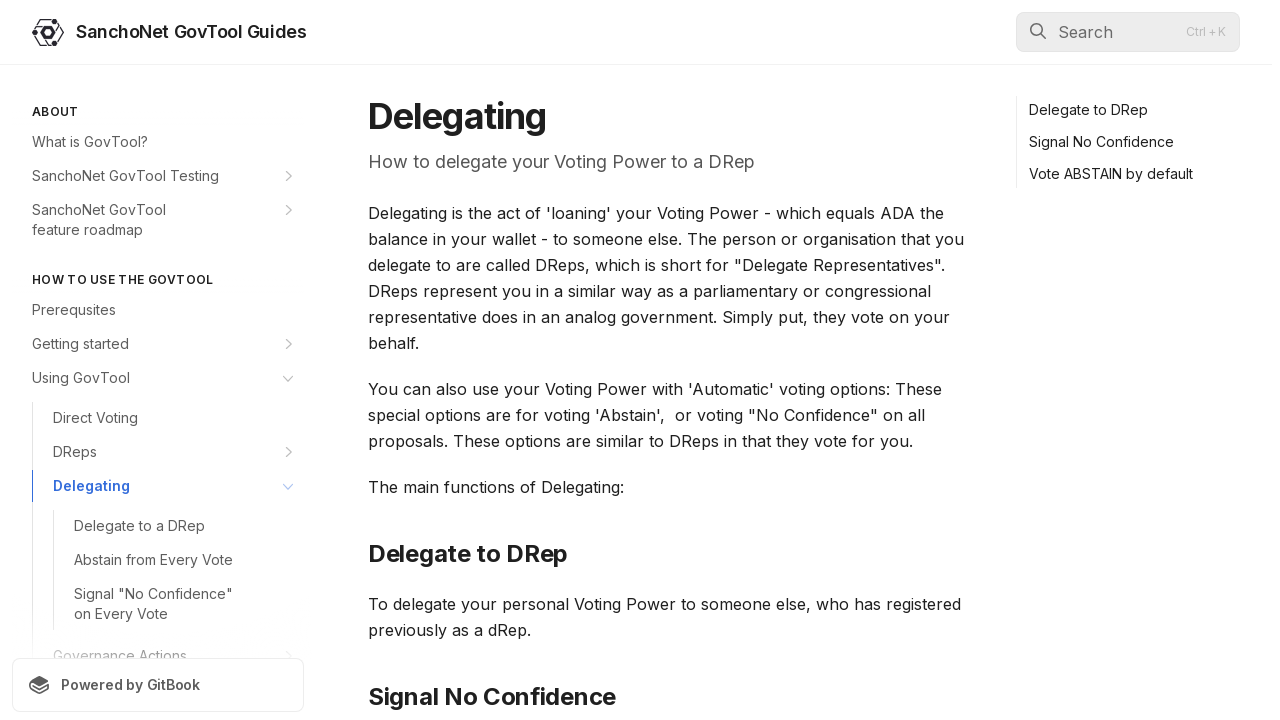 SanchoNet GovTool Guides
Search
Ctrl + K
ABOUT
What is GovTool?
SanchoNet GovTool Testing
SanchoNet GovTool
feature roadmap
HOW TO USE THE GOVTOOL
Prerequsites
Getting started
Using GovTool
Direct Voting
DReps
Delegating
Delegate to a DRep
Abstain from Every Vote
Signal "No Confidence"
on Every Vote
Governance Actions
Powered by GitBook
Delegating
How to delegate your Voting Power to a DRep
Delegating is the act of 'loaning' your Voting Power - which equals ADA the
balance in your wallet - to someone else. The person or organisation that you
delegate to are called DReps, which is short for "Delegate Representatives".
DReps represent you in a similar way as a parliamentary or congressional
representative does in an analog government. Simply put, they vote on your
behalf.
You can also use your Voting Power with 'Automatic' voting options: These
special options are for voting 'Abstain',  or voting "No Confidence" on all
proposals. These options are similar to DReps in that they vote for you.
The main functions of Delegating:
Delegate to DRep
To delegate your personal Voting Power to someone else, who has registered
previously as a dRep.
Signal No Confidence
Delegate to DRep
Signal No Confidence
Vote ABSTAIN by default